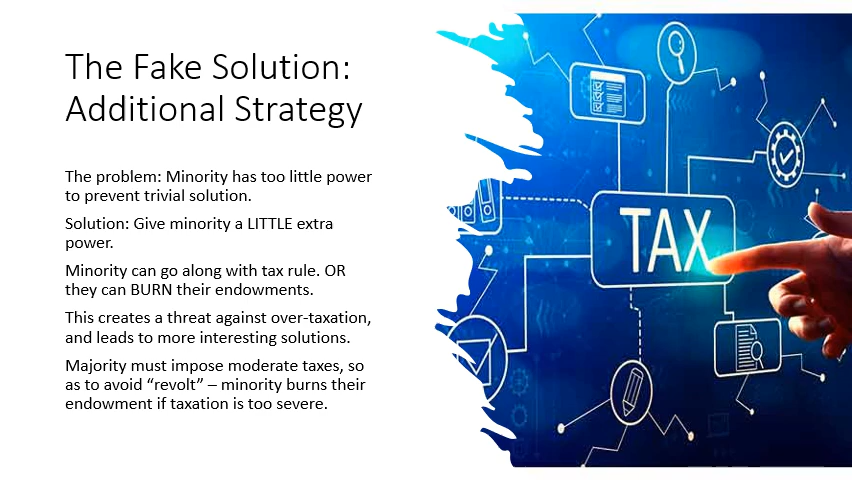 The Fake Solution:
Additional Strategy
The problem: Minority has too little power
to prevent trivial solution.
Solution: Give minority a LITTLE extra
power.
Minority can go along with tax rule. OR
they can BURN their endowments.
This creates a threat against over-taxation,
and leads to more interesting solutions.
Majority must impose moderate taxes, so
as to avoid “revolt” – minority burns their
endowment if taxation is too severe.
TAX